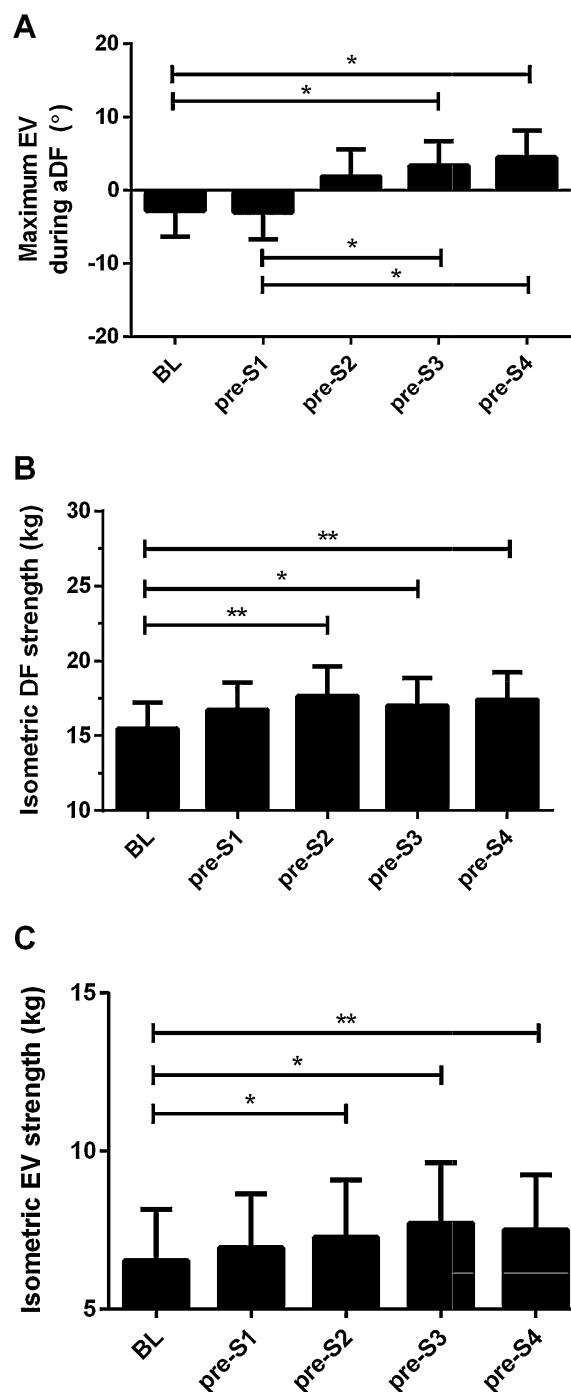 A
Maximum EV
during aDF (°)
20
10
0
-10
-20
*
*
*
*
BL
pre-S1
pre-S2
pre-S3
pre-S4
B
Isometric DF strength (kg)
30
25
20
15
10
**
*
**
BL
pre-S1
pre-S2
pre-S3
pre-S4
C
Isometric EV strength (kg)
15
10
5
**
*
*
BL
pre-S1
pre-S2
pre-S3
pre-S4